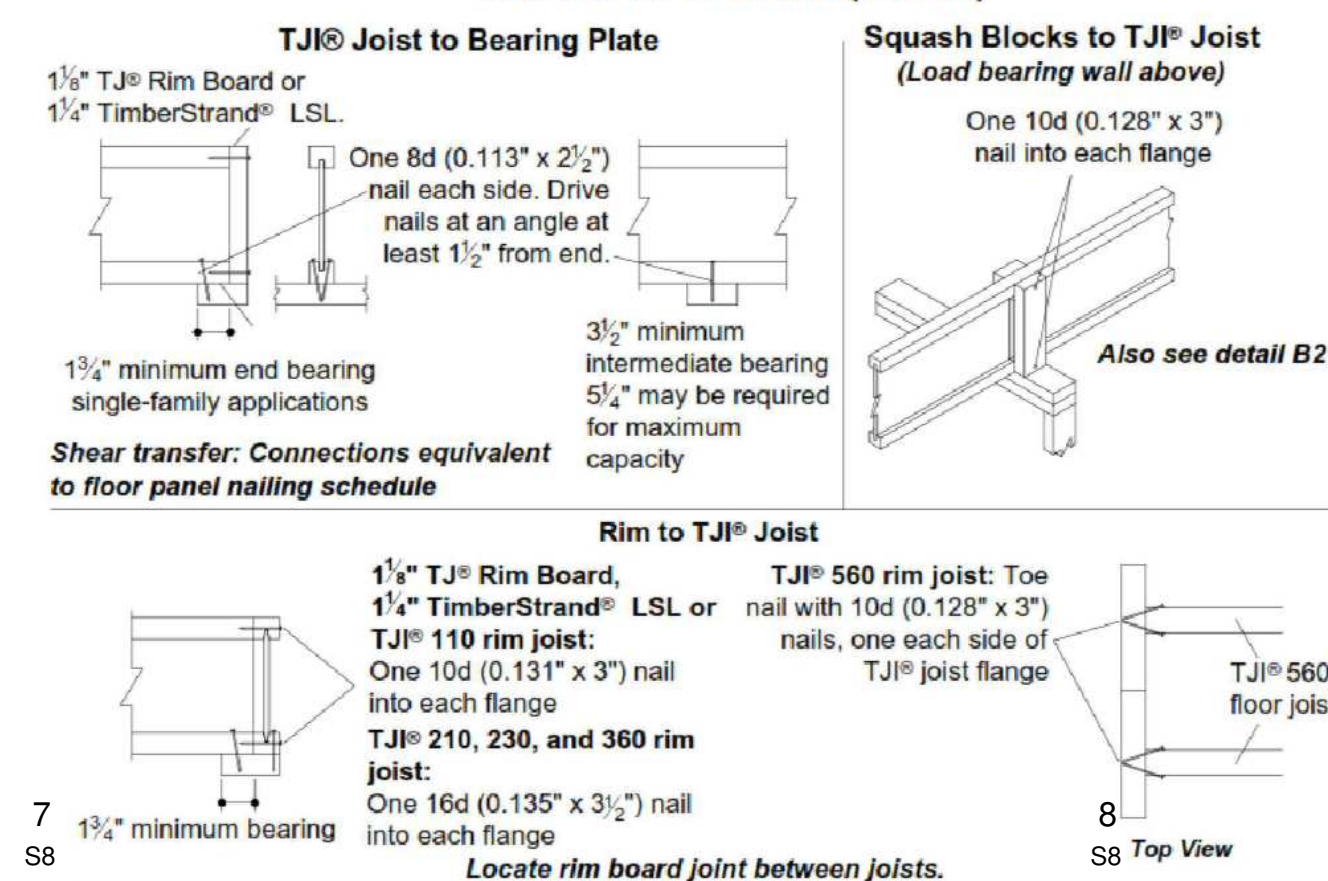 TJI® Joist to Bearing Plate
1⅛" TJ® Rim Board or
1¼" TimberStrand® LSL.
One 8d (0.113" x 2½")
nail each side. Drive
nails at an angle at
least 1½" from end.
1¾" minimum end bearing
single-family applications
3½" minimum
intermediate bearing
5¼" may be required
for maximum
capacity
Shear transfer: Connections equivalent
to floor panel nailing schedule
Squash Blocks to TJI® Joist
(Load bearing wall above)
One 10d (0.128" x 3")
nail into each flange
Also see detail B2
Rim to TJI® Joist
1⅛" TJ® Rim Board,
1¼" TimberStrand® LSL or
TJI® 110 rim joist:
One 10d (0.131" x 3") nail
into each flange
TJI® 210, 230, and 360 rim
joist:
One 16d (0.135" x 3½") nail
into each flange
1¾" minimum bearing
7
S8
Locate rim board joint between joists.
TJI® 560 rim joist: Toe
nail with 10d (0.128" x 3")
nails, one each side of
TJI® joist flange
TJI® 560
floor jois
8
S8
Top View